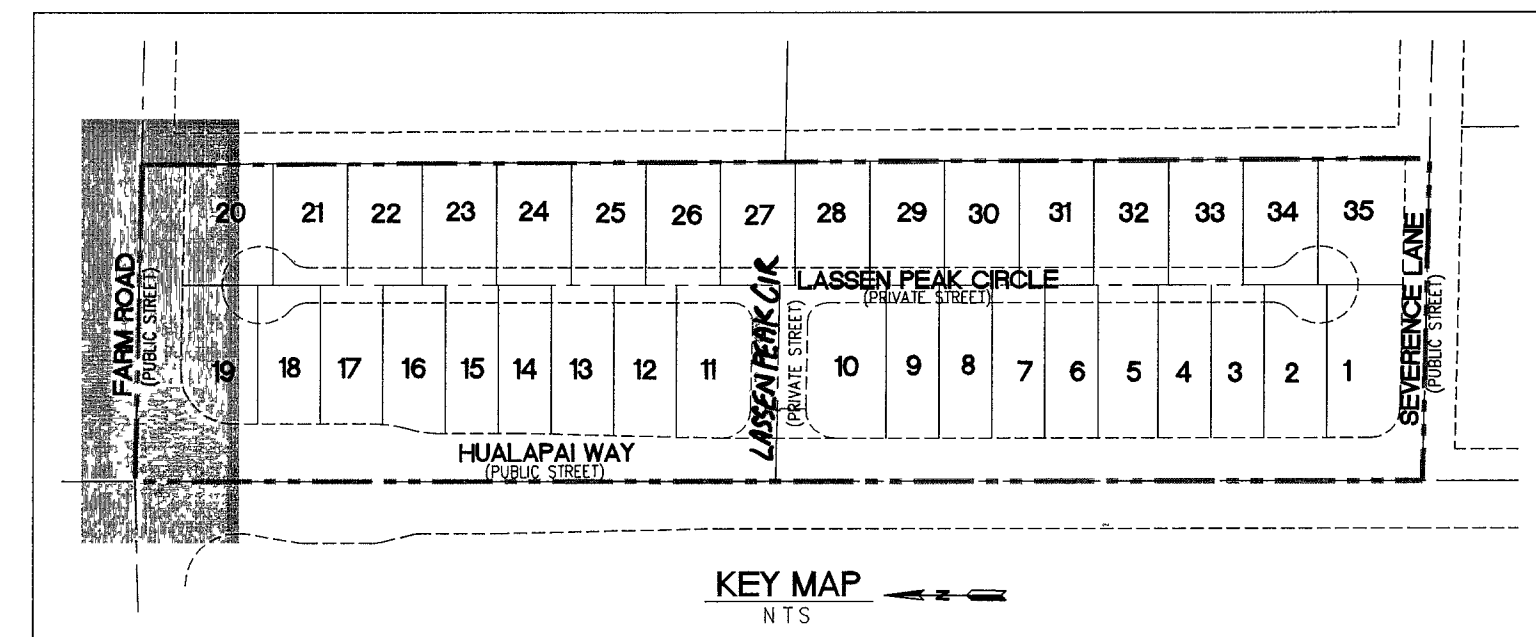 20 21 22 23 24 25 26 27 28 29 30 31 32 33 34 35
FARM ROAD
(PUBLIC STREET)
LASSEN PEAK CIRCLE
(PRIVATE STREET)
LASSEN PEAK CIR
(PRIVATE STREET)
SEVERENCE LANE
(PUBLIC STREET)
19 18 17 16 15 14 13 12 11 10 9 8 7 6 5 4 3 2 1
HUALAPAI WAY
(PUBLIC STREET)
KEY MAP
N
NTS